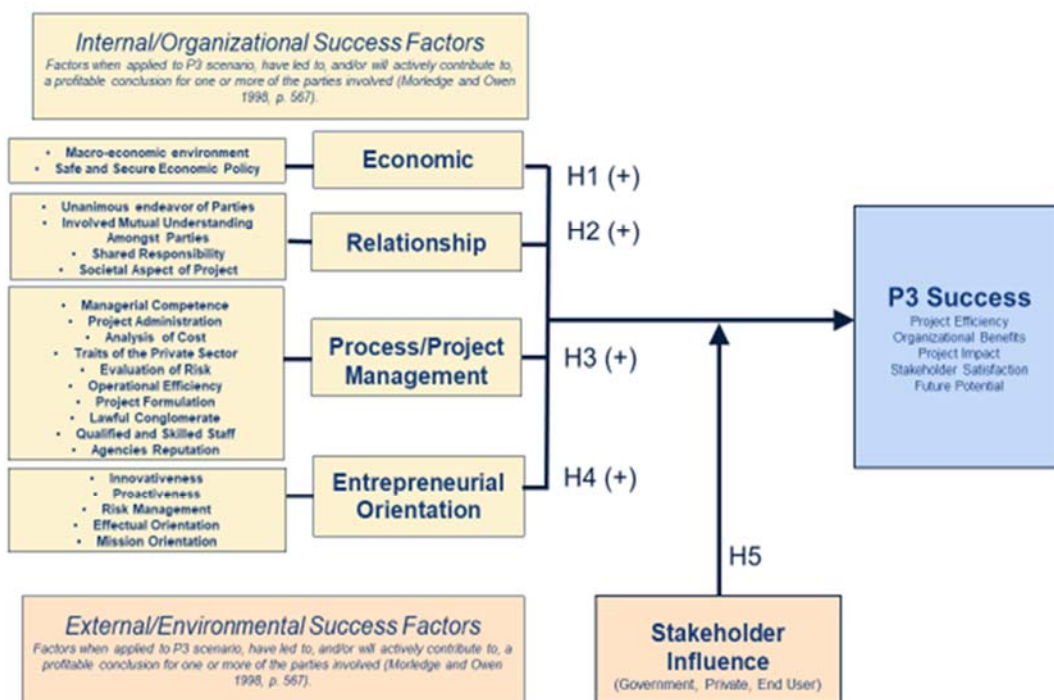 Internal/Organizational Success Factors
Factors when applied to P3 scenario, have led to, and/or will actively contribute to,
a profitable conclusion for one or more of the parties involved (Morledge and Owen
1998, p. 567).
• Macro-economic environment
• Safe and Secure Economic Policy
Economic
H1 (+)
• Unanimous endeavor of Parties
• Involved Mutual Understanding
Amongst Parties
• Shared Responsibility
• Societal Aspect of Project
Relationship
H2 (+)
• Managerial Competence
• Project Administration
• Analysis of Cost
• Traits of the Private Sector
• Evaluation of Risk
• Operational Efficiency
• Project Formulation
• Lawful Conglomerate
• Qualified and Skilled Staff
• Agencies Reputation
Process/Project
Management
H3 (+)
• Innovativeness
• Proactiveness
• Risk Management
• Effectual Orientation
• Mission Orientation
Entrepreneurial
Orientation
H4 (+)
P3 Success
Project Efficiency
Organizational Benefits
Project Impact
Stakeholder Satisfaction
Future Potential
H5
External/Environmental Success Factors
Factors when applied to P3 scenario, have led to, and/or will actively contribute to, a
profitable conclusion for one or more of the parties involved (Morledge and Owen
1998, p. 567).
Stakeholder
Influence
(Government, Private, End User)